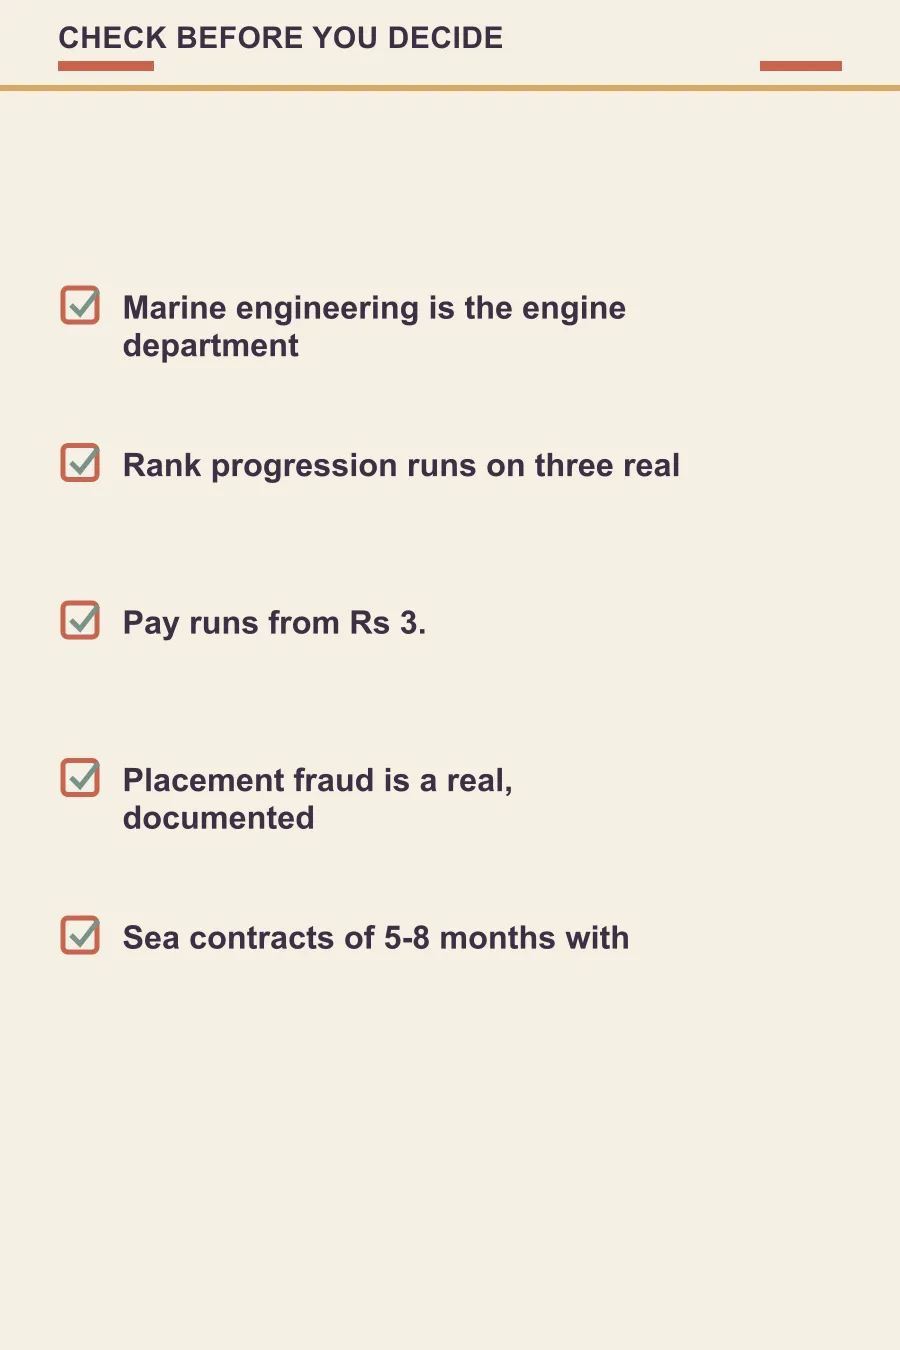 CHECK BEFORE YOU DECIDE
Marine engineering is the engine
department
Rank progression runs on three real
Pay runs from Rs 3.
Placement fraud is a real,
documented
Sea contracts of 5-8 months with